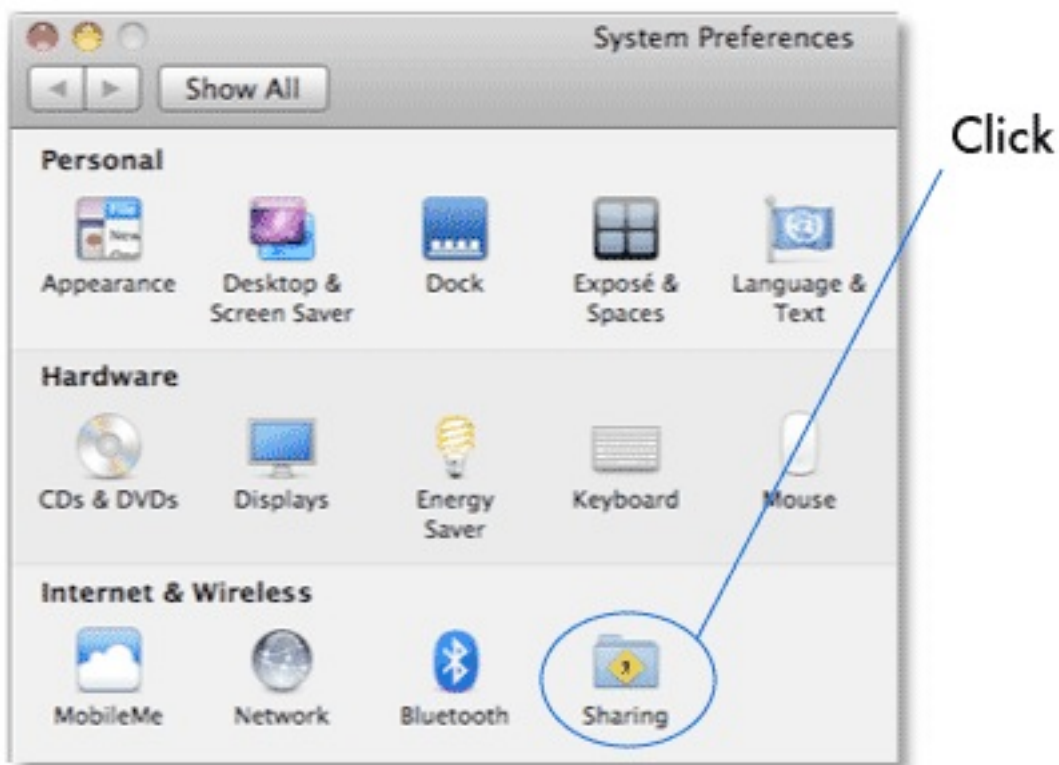 System Preferences
Show All
Click
Personal
Appearance
Desktop &
Screen Saver
Dock
Exposé &
Spaces
Language &
Text
Hardware
CDs & DVDs
Displays
Energy
Saver
Keyboard
Mouse
Internet & Wireless
MobileMe
Network
Bluetooth
Sharing